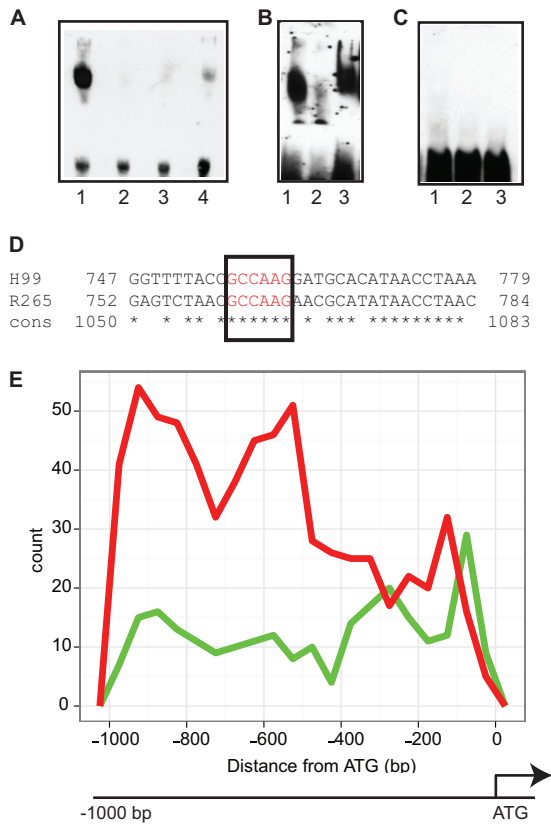 A
B
C
1 2 3 4
1 2 3
1 2 3
D
H99 747 GGTTTTACCGCCAAGGATGCACATAACCTAAA 779
R265 752 GAGTCTAACGCCAAGAACGCATATAACCTAAC 784
cons 1050 *  * ** ******* * *** ********* 1083
E
count
50
40
30
20
10
0
-1000 -800 -600 -400 -200 0
Distance from ATG (bp)
-1000 bp
ATG